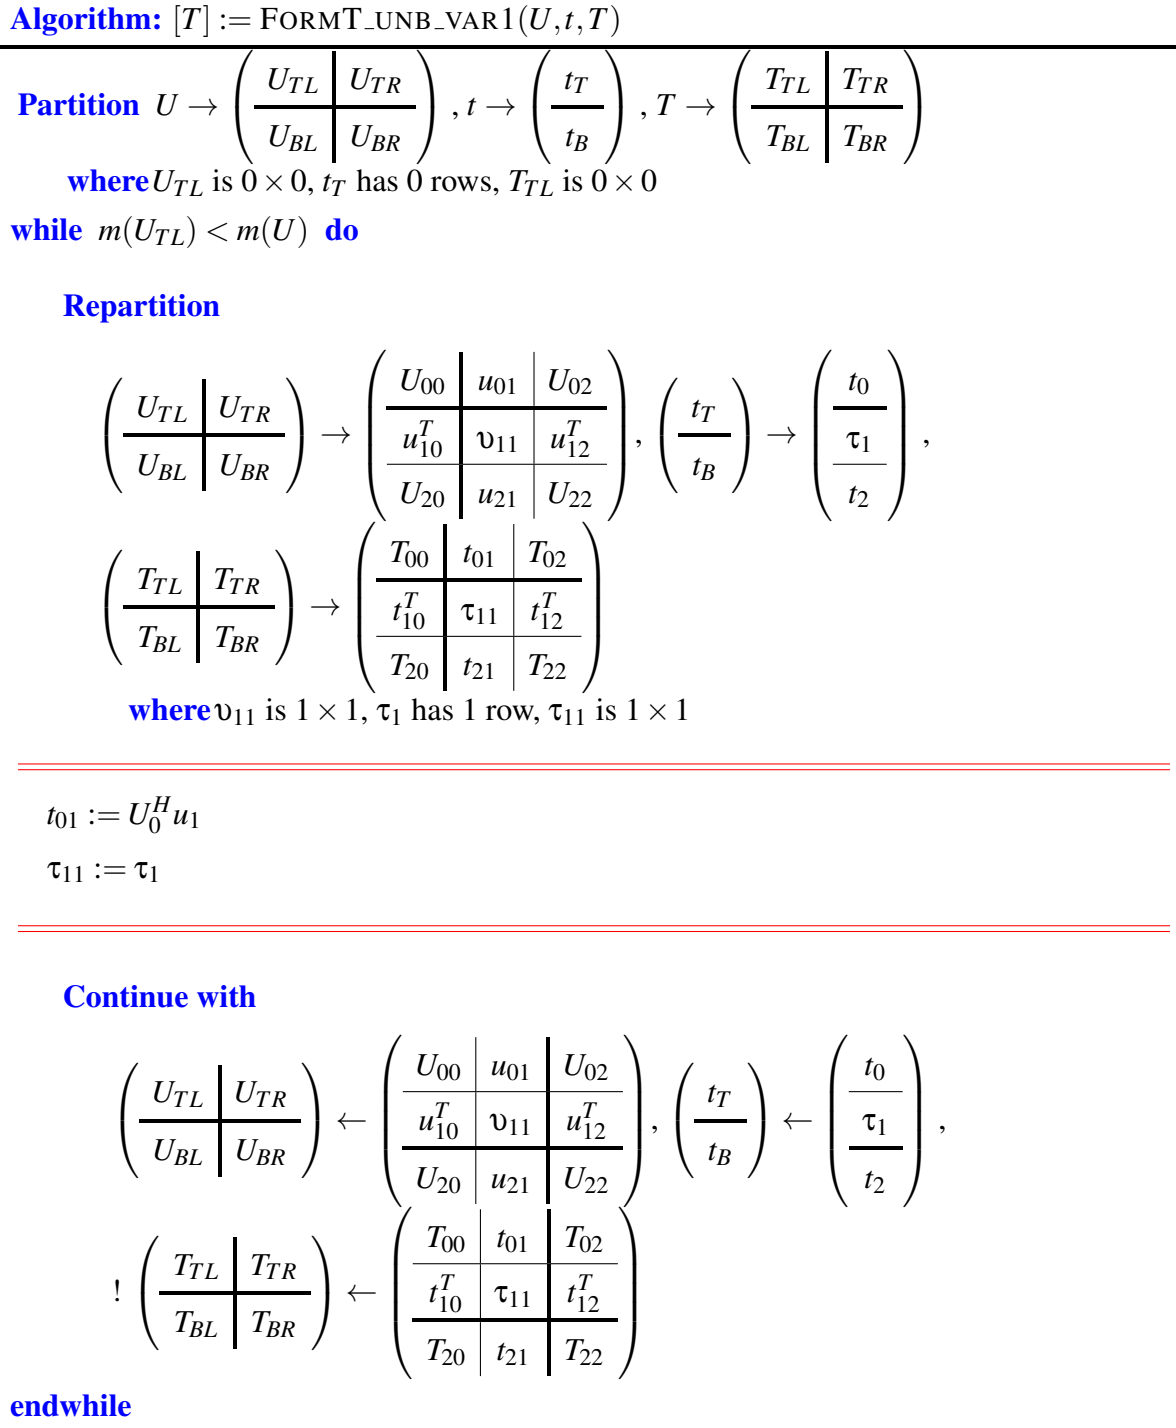 Algorithm: [T] := FORMT_UNB_VAR1(U,t,T)
Partition U → ( U_TL | U_TR ; U_BL | U_BR ) , t → ( t_T ; t_B ) , T → ( T_TL | T_TR ; T_BL | T_BR )
where U_TL is 0 × 0, t_T has 0 rows, T_TL is 0 × 0
while m(U_TL) < m(U) do
Repartition
( U_TL | U_TR ; U_BL | U_BR ) → ( U_00 | u_01 | U_02 ; u_10^T | υ_11 | u_12^T ; U_20 | u_21 | U_22 ) , ( t_T ; t_B ) → ( t_0 ; τ_1 ; t_2 ) ,
( T_TL | T_TR ; T_BL | T_BR ) → ( T_00 | t_01 | T_02 ; t_10^T | τ_11 | t_12^T ; T_20 | t_21 | T_22 )
where υ_11 is 1 × 1, τ_1 has 1 row, τ_11 is 1 × 1
t_01 := U_0^H u_1
τ_11 := τ_1
Continue with
( U_TL | U_TR ; U_BL | U_BR ) ← ( U_00 | u_01 | U_02 ; u_10^T | υ_11 | u_12^T ; U_20 | u_21 | U_22 ) , ( t_T ; t_B ) ← ( t_0 ; τ_1 ; t_2 ) ,
! ( T_TL | T_TR ; T_BL | T_BR ) ← ( T_00 | t_01 | T_02 ; t_10^T | τ_11 | t_12^T ; T_20 | t_21 | T_22 )
endwhile